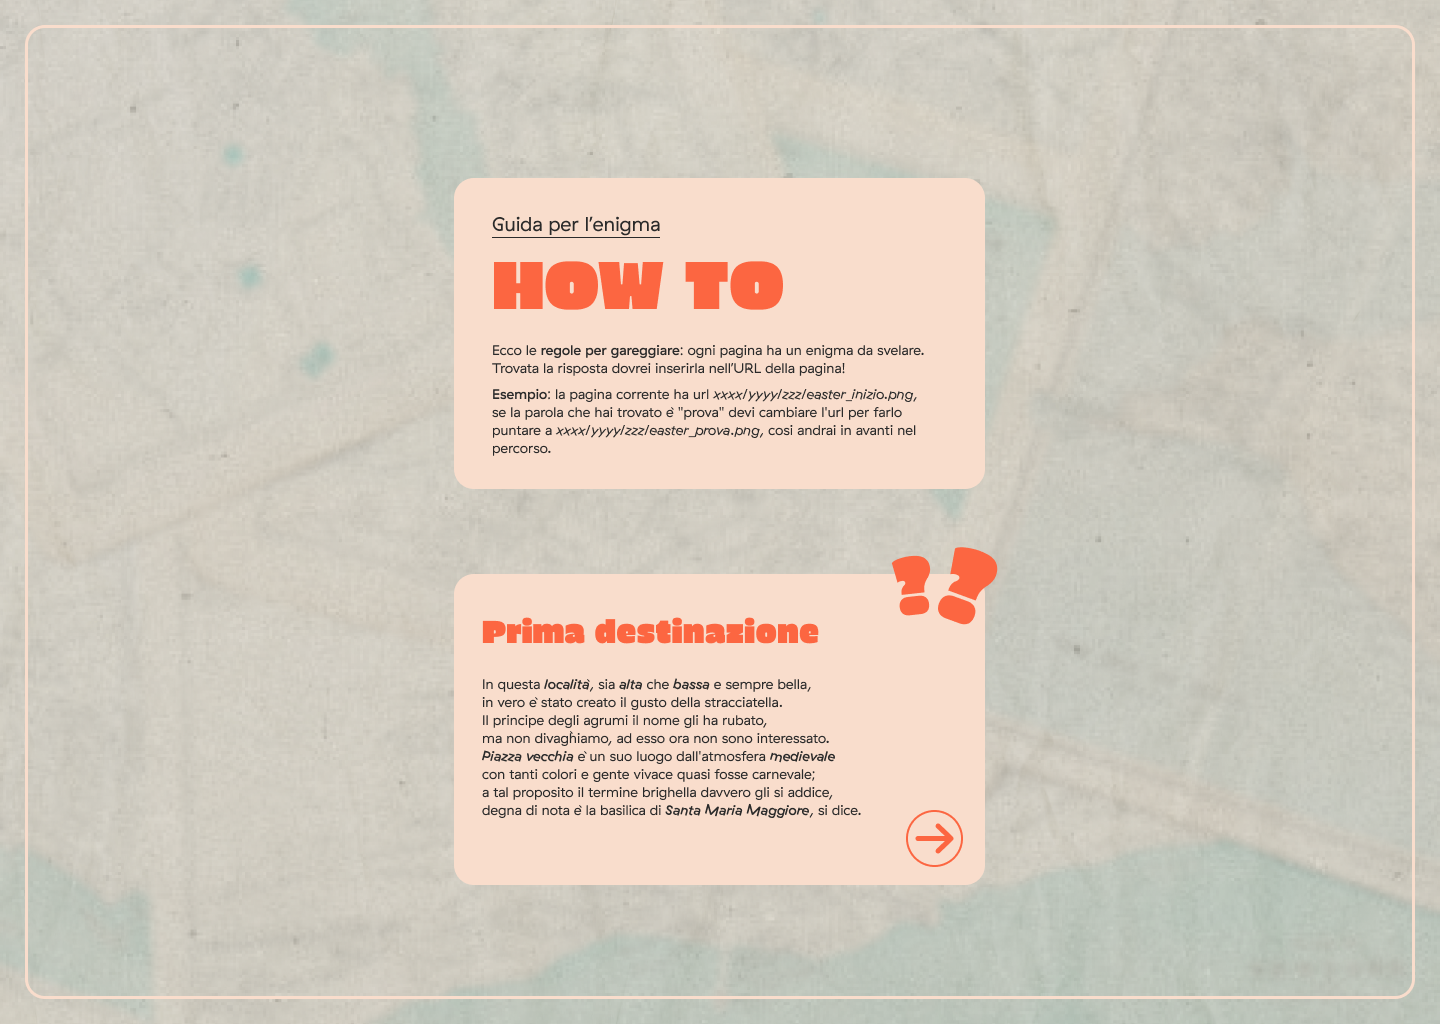 Guida per l'enigma
HOW TO
Ecco le regole per gareggiare: ogni pagina ha un enigma da svelare.
Trovata la risposta dovrei inserirla nell'URL della pagina!
Esempio: la pagina corrente ha url xxxx/yyyy/zzz/easter_inizio.png,
se la parola che hai trovato è "prova" devi cambiare l'url per farlo
puntare a xxxx/yyyy/zzz/easter_prova.png, cosi andrai in avanti nel
percorso.
??
Prima destinazione
In questa località, sia alta che bassa e sempre bella,
in vero è stato creato il gusto della stracciatella.
Il principe degli agrumi il nome gli ha rubato,
ma non divaghiamo, ad esso ora non sono interessato.
Piazza vecchia è un suo luogo dall'atmosfera medievale
con tanti colori e gente vivace quasi fosse carnevale;
a tal proposito il termine brighella davvero gli si addice,
degna di nota è la basilica di Santa Maria Maggiore, si dice.